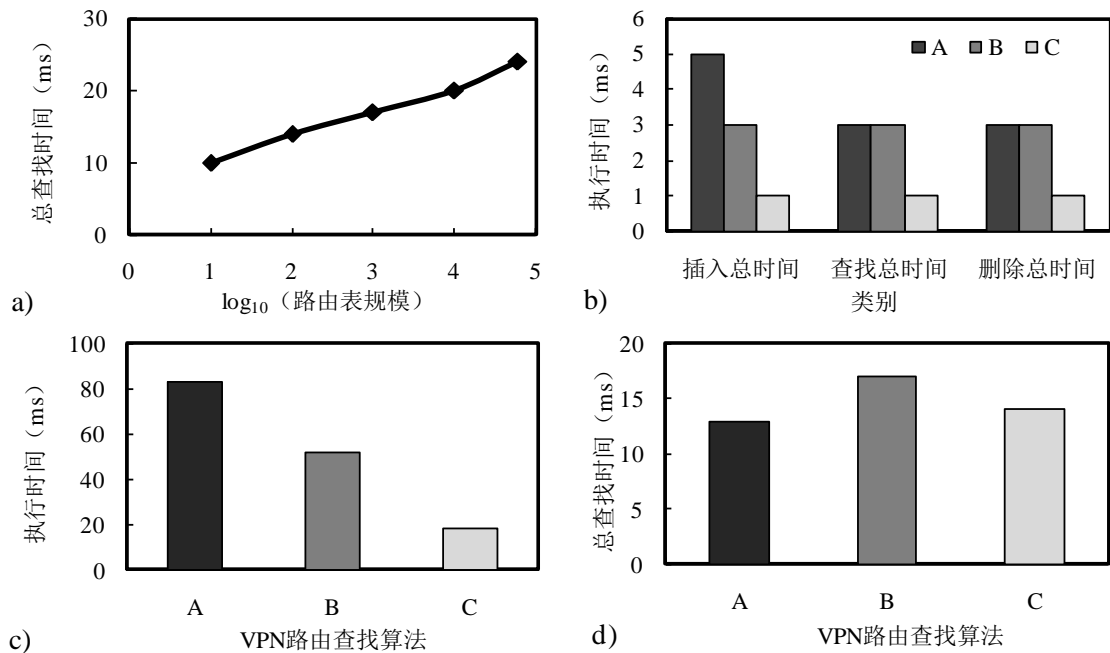 30
20
10
0
总查找时间（ms）
0 1 2 3 4 5
log10（路由表规模）
a)
6
5
4
3
2
1
0
执行时间（ms）
A B C
插入总时间 查找总时间 删除总时间
类别
b)
100
80
60
40
20
0
执行时间（ms）
A B C
VPN路由查找算法
c)
20
15
10
5
0
总查找时间（ms）
A B C
VPN路由查找算法
d)